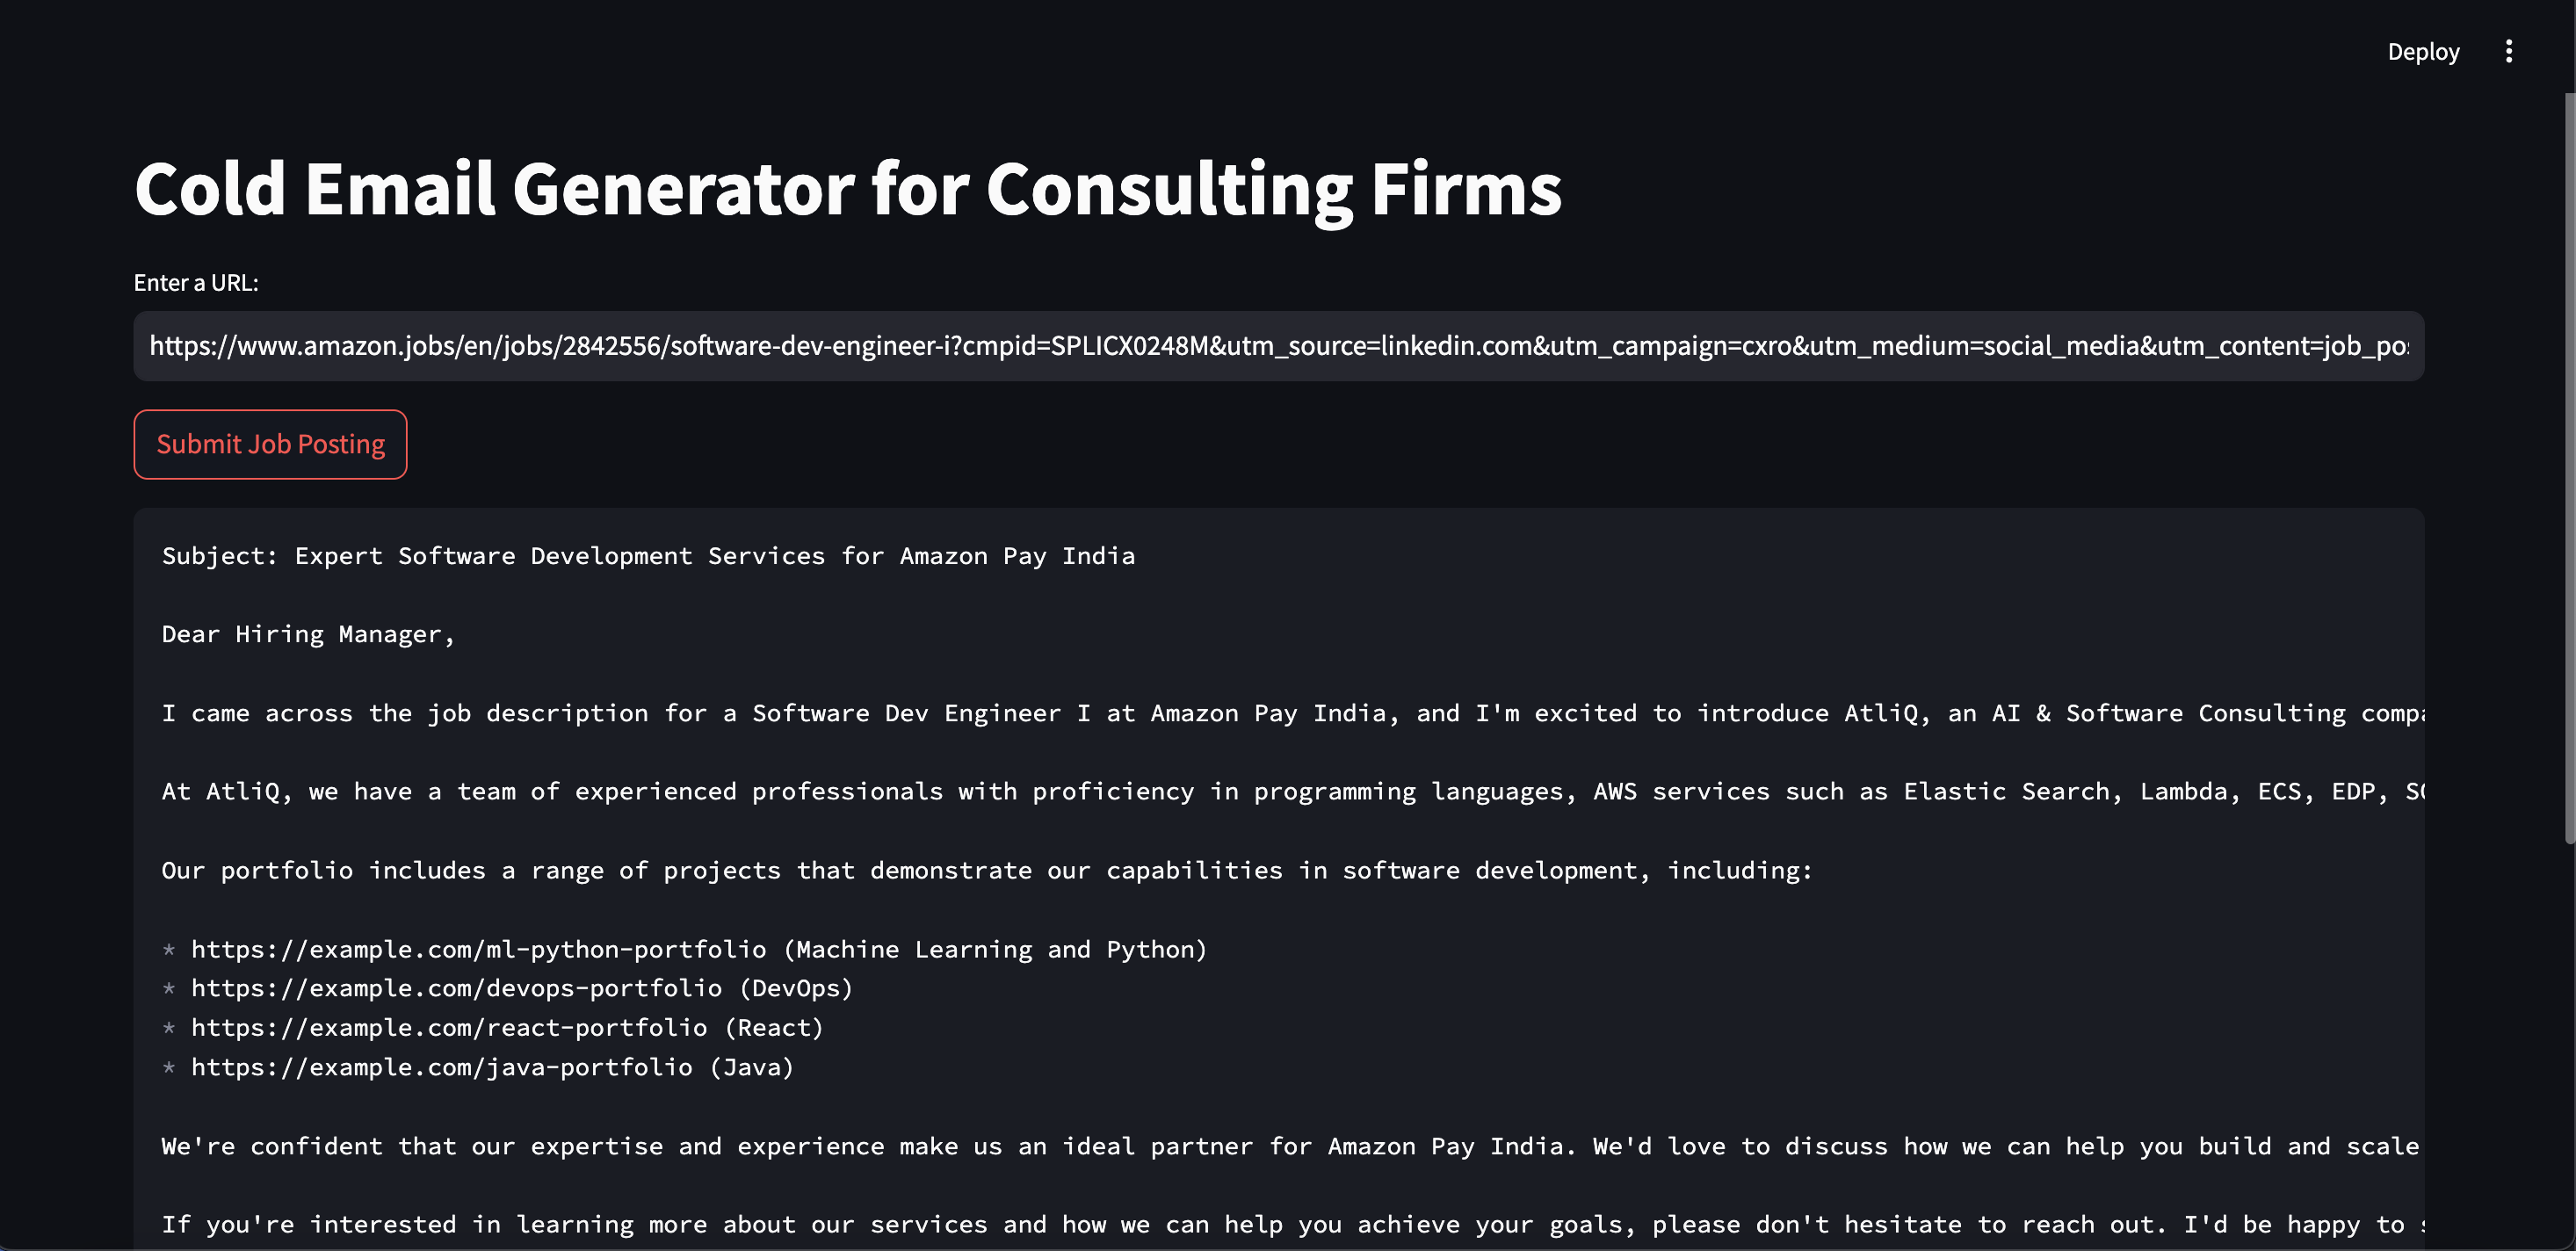 Deploy
Cold Email Generator for Consulting Firms
Enter a URL:
https://www.amazon.jobs/en/jobs/2842556/software-dev-engineer-i?cmpid=SPLICX0248M&utm_source=linkedin.com&utm_campaign=cxro&utm_medium=social_media&utm_content=job_po
Submit Job Posting
Subject: Expert Software Development Services for Amazon Pay India
Dear Hiring Manager,
I came across the job description for a Software Dev Engineer I at Amazon Pay India, and I'm excited to introduce AtliQ, an AI & Software Consulting
At AtliQ, we have a team of experienced professionals with proficiency in programming languages, AWS services such as Elastic Search, Lambda, ECS, EDP,
Our portfolio includes a range of projects that demonstrate our capabilities in software development, including:
* https://example.com/ml-python-portfolio (Machine Learning and Python)
* https://example.com/devops-portfolio (DevOps)
* https://example.com/react-portfolio (React)
* https://example.com/java-portfolio (Java)
We're confident that our expertise and experience make us an ideal partner for Amazon Pay India. We'd love to discuss how we can help you build and scale
If you're interested in learning more about our services and how we can help you achieve your goals, please don't hesitate to reach out. I'd be happy to